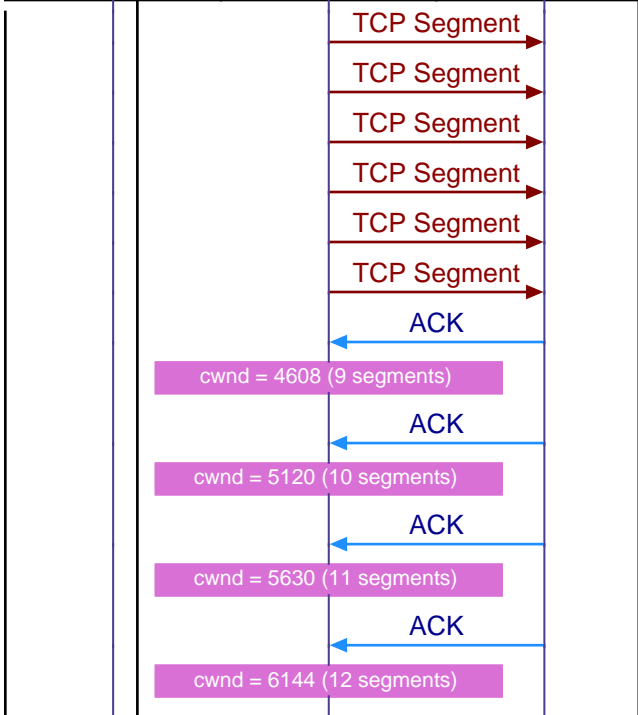 TCP Segment
TCP Segment
TCP Segment
TCP Segment
TCP Segment
TCP Segment
ACK
cwnd = 4608 (9 segments)
ACK
cwnd = 5120 (10 segments)
ACK
cwnd = 5630 (11 segments)
ACK
cwnd = 6144 (12 segments)